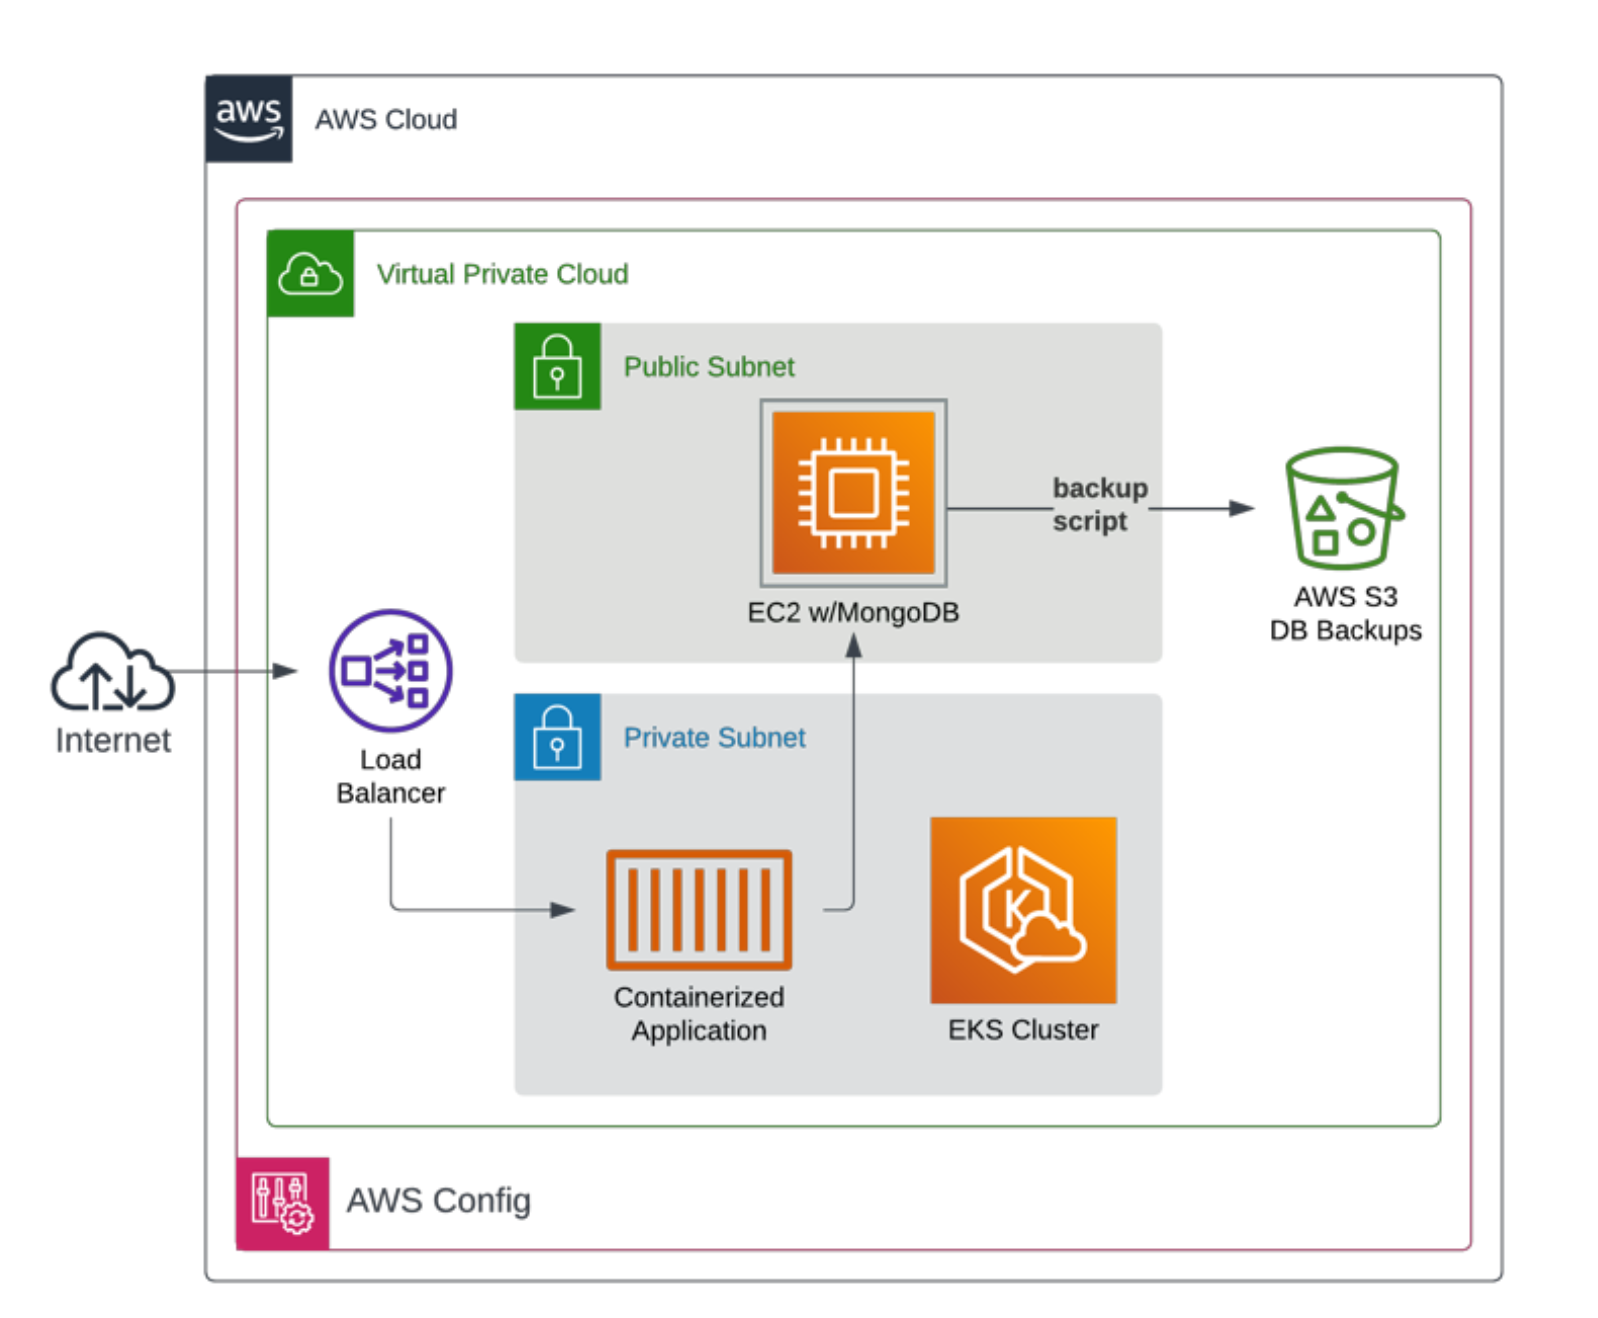 aws
AWS Cloud
Virtual Private Cloud
Public Subnet
backup
script
EC2 w/MongoDB
AWS S3
DB Backups
Internet
Load
Balancer
Private Subnet
K
Containerized
Application
EKS Cluster
AWS Config